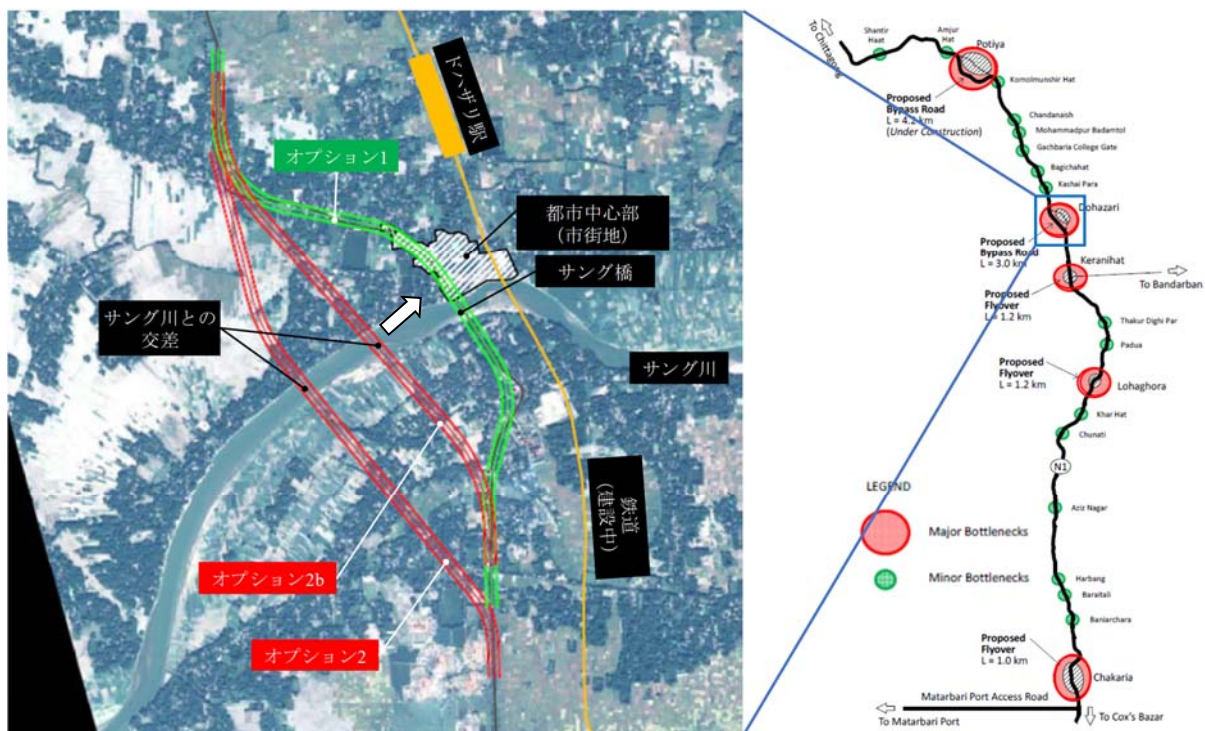 ドハザリ駅
オプション1
都市中心部
（市街地）
サング橋
サング川との
交差
サング川
鉄道
（建設中）
オプション2b
オプション2
To Chittagong
Shantir
Haat
Amjur
Hat
Potiya
Komolmunshir Hat
Proposed
Bypass Road
L = 4.2 km
(Under Construction)
Chandanaish
Mohammadpur Badamtol
Gachbaria College Gate
Bagichahat
Kashai Para
Dohazari
Proposed
Bypass Road
L = 3.0 km
Keranihat
To Bandarban
Proposed
Flyover
L = 1.2 km
Thakur Dighi Par
Padua
Proposed
Flyover
L = 1.2 km
Lohaghora
Khar Hat
Chunati
N1
LEGEND
Major Bottlenecks
Minor Bottlenecks
Aziz Nagar
Harbang
Baraitali
Baniarchara
Proposed
Flyover
L = 1.0 km
Chakaria
Matarbari Port Access Road
To Matarbari Port
To Cox's Bazar